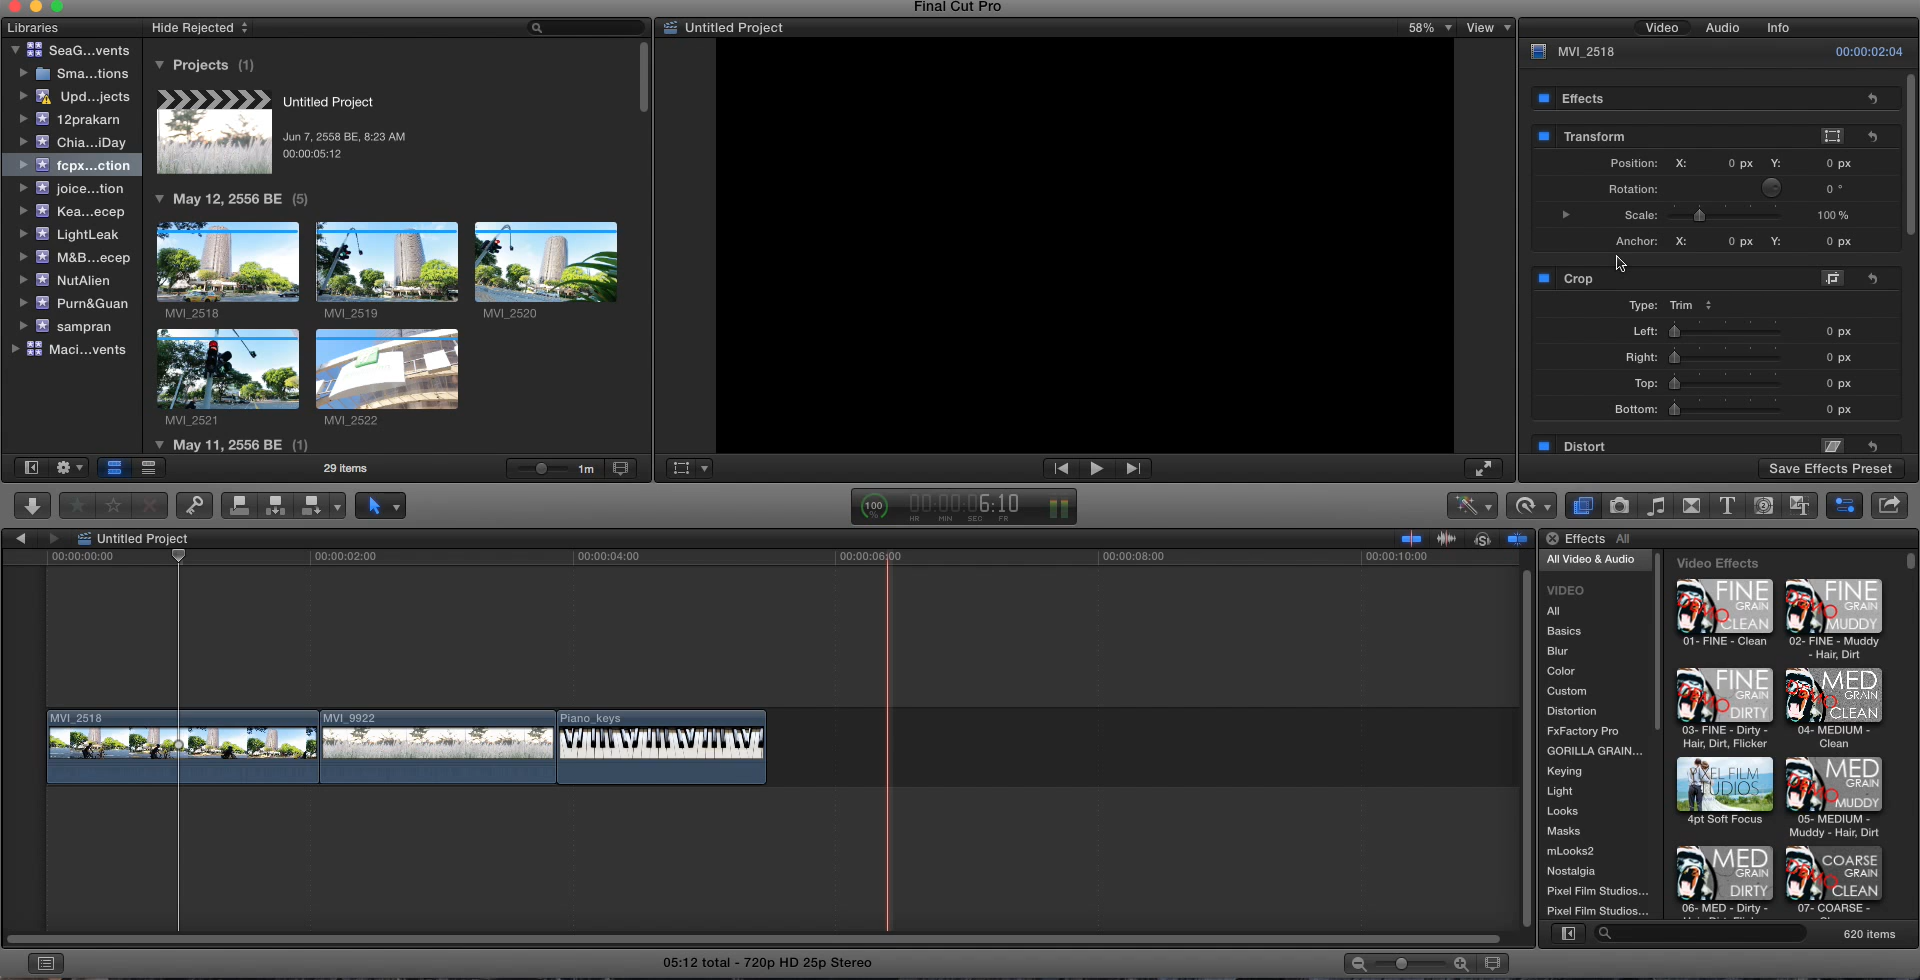 Final Cut Pro
Libraries
Hide Rejected
Untitled Project
58%
View
Video
Audio
Info
SeaG...vents
Sma...tions
Upd...jects
12prakarn
Chia...iDay
fcpx...ction
joice...tion
Kea...ecep
LightLeak
M&B...ecep
NutAlien
Purn&Guan
sampran
Maci...vents
Projects (1)
Untitled Project
Jun 7, 2558 BE, 8:23 AM
00:00:05:12
May 12, 2556 BE (5)
MVI_2518
MVI_2519
MVI_2520
MVI_2521
MVI_2522
May 11, 2556 BE (1)
29 items
1m
MVI_2518
00:00:02:04
Effects
Transform
Position: X: 0 px Y: 0 px
Rotation: 0 °
Scale: 100 %
Anchor: X: 0 px Y: 0 px
Crop
Type: Trim
Left: 0 px
Right: 0 px
Top: 0 px
Bottom: 0 px
Distort
Save Effects Preset
100 %
00:00:06:10
HR MIN SEC FR
Untitled Project
00:00:00:00
00:00:02:00
00:00:04:00
00:00:06:00
00:00:08:00
00:00:10:00
MVI_2518
MVI_9922
Piano_keys
Effects All
All Video & Audio
VIDEO
All
Basics
Blur
Color
Custom
Distortion
FxFactory Pro
GORILLA GRAIN...
Keying
Light
Looks
Masks
mLooks2
Nostalgia
Pixel Film Studios...
Pixel Film Studios...
Video Effects
FINE
GRAIN
CLEAN
DEMO
01- FINE - Clean
FINE
GRAIN
MUDDY
DEMO
02- FINE - Muddy
- Hair, Dirt
FINE
GRAIN
DIRTY
DEMO
03- FINE - Dirty -
Hair, Dirt, Flicker
MED
GRAIN
CLEAN
DEMO
04- MEDIUM -
Clean
PIXEL FILM
STUDIOS
4pt Soft Focus
MED
GRAIN
MUDDY
DEMO
05- MEDIUM -
Muddy - Hair, Dirt
MED
GRAIN
DIRTY
06- MED - Dirty -
COARSE
GRAIN
CLEAN
DEMO
07- COARSE -
620 items
05:12 total - 720p HD 25p Stereo